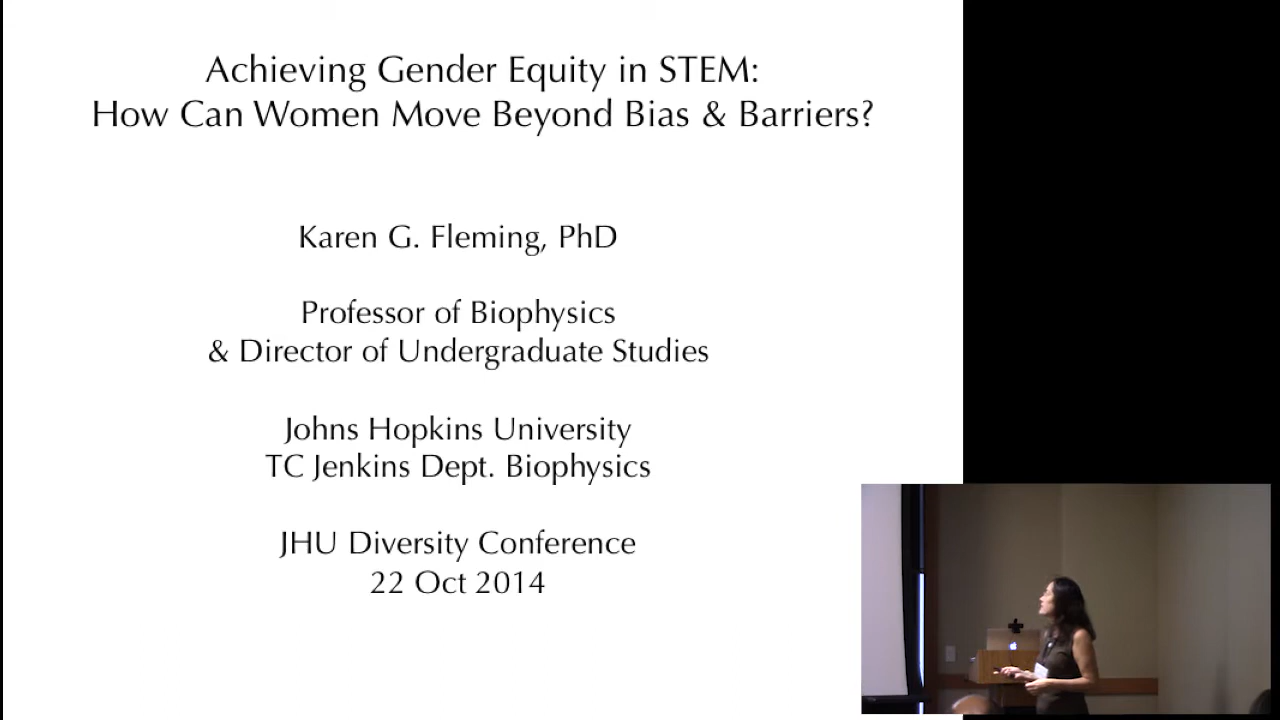 Achieving Gender Equity in STEM:
How Can Women Move Beyond Bias & Barriers?
Karen G. Fleming, PhD
Professor of Biophysics
& Director of Undergraduate Studies
Johns Hopkins University
TC Jenkins Dept. Biophysics
JHU Diversity Conference
22 Oct 2014